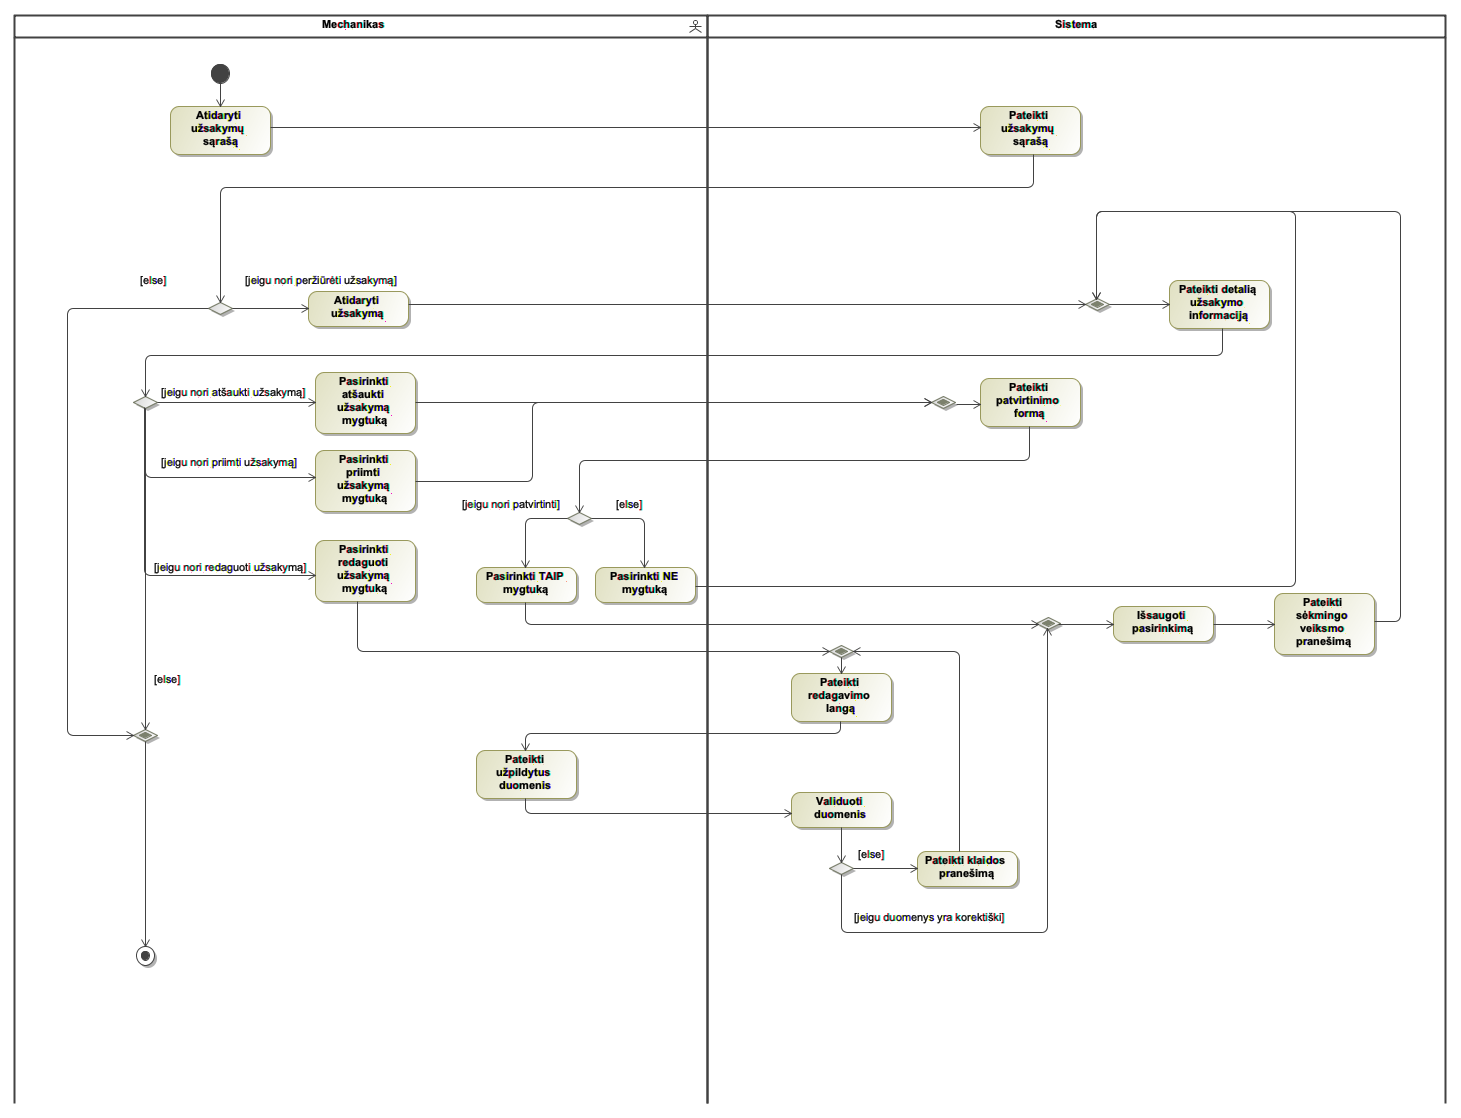 Mechanikas
Sistema
Atidaryti
užsakymų
sąrašą
Pateikti
užsakymų
sąrašą
[else]
[jeigu nori peržiūrėti užsakymą]
Atidaryti
užsakymą
Pateikti detalią
užsakymo
informaciją
[jeigu nori atšaukti užsakymą]
Pasirinkti
atšaukti
užsakymą
mygtuką
Pateikti
patvirtinimo
formą
[jeigu nori priimti užsakymą]
Pasirinkti
priimti
užsakymą
mygtuką
[jeigu nori patvirtinti]
[else]
[jeigu nori redaguoti užsakymą]
Pasirinkti
redaguoti
užsakymą
mygtuką
Pasirinkti TAIP
mygtuką
Pasirinkti NE
mygtuką
Išsaugoti
pasirinkimą
Pateikti
sėkmingo
veiksmo
pranešimą
[else]
Pateikti
redagavimo
langą
Pateikti
užpildytus
duomenis
Validuoti
duomenis
[else]
Pateikti klaidos
pranešimą
[jeigu duomenys yra korektiški]